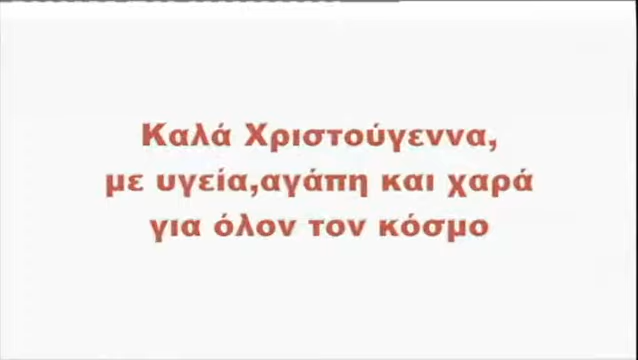 Καλά Χριστούγεννα,
με υγεία,αγάπη και χαρά
για όλον τον κόσμο